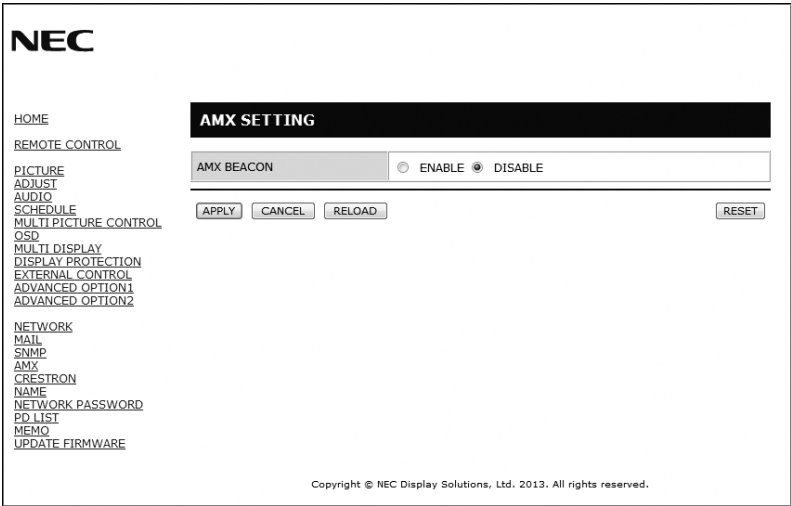 NEC
HOME
REMOTE CONTROL
PICTURE
ADJUST
AUDIO
SCHEDULE
MULTI PICTURE CONTROL
OSD
MULTI DISPLAY
DISPLAY PROTECTION
EXTERNAL CONTROL
ADVANCED OPTION1
ADVANCED OPTION2
NETWORK
MAIL
SNMP
AMX
CRESTRON
NAME
NETWORK PASSWORD
PD LIST
MEMO
UPDATE FIRMWARE
AMX SETTING
AMX BEACON ENABLE DISABLE
APPLY CANCEL RELOAD RESET
Copyright © NEC Display Solutions, Ltd. 2013. All rights reserved.